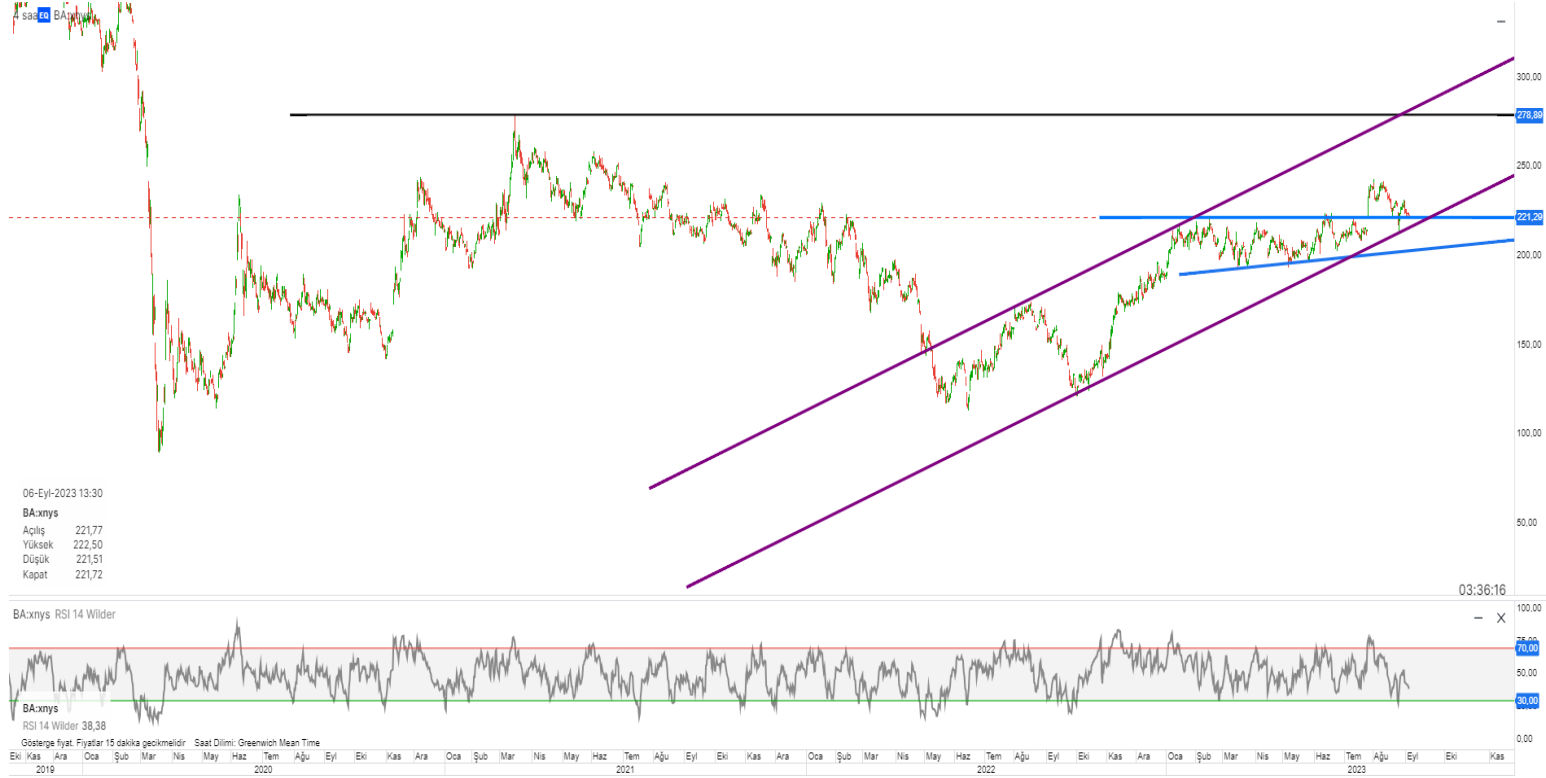 4 saa EQ BA:xnys
300,00
278,89
250,00
221,29
200,00
150,00
100,00
50,00
06-Eyl-2023 13:30
BA:xnys
Açılış 221,77
Yüksek 222,50
Düşük 221,51
Kapat 221,72
03:36:16
BA:xnys RSI 14 Wilder
100,00
75,00
70,00
50,00
30,00
0,00
BA:xnys
RSI 14 Wilder 38,38
Gösterge fiyat. Fiyatlar 15 dakika gecikmelidir Saat Dilimi: Greenwich Mean Time
Eki Kas Ara Oca Şub Mar Nis May Haz Tem Ağu Eyl Eki Kas Ara Oca Şub Mar Nis May Haz Tem Ağu Eyl Eki Kas Ara Oca Şub Mar Nis May Haz Tem Ağu Eyl Eki Kas Ara Oca Şub Mar Nis May Haz Tem Ağu Eyl Eki Kas
2019 2020 2021 2022 2023